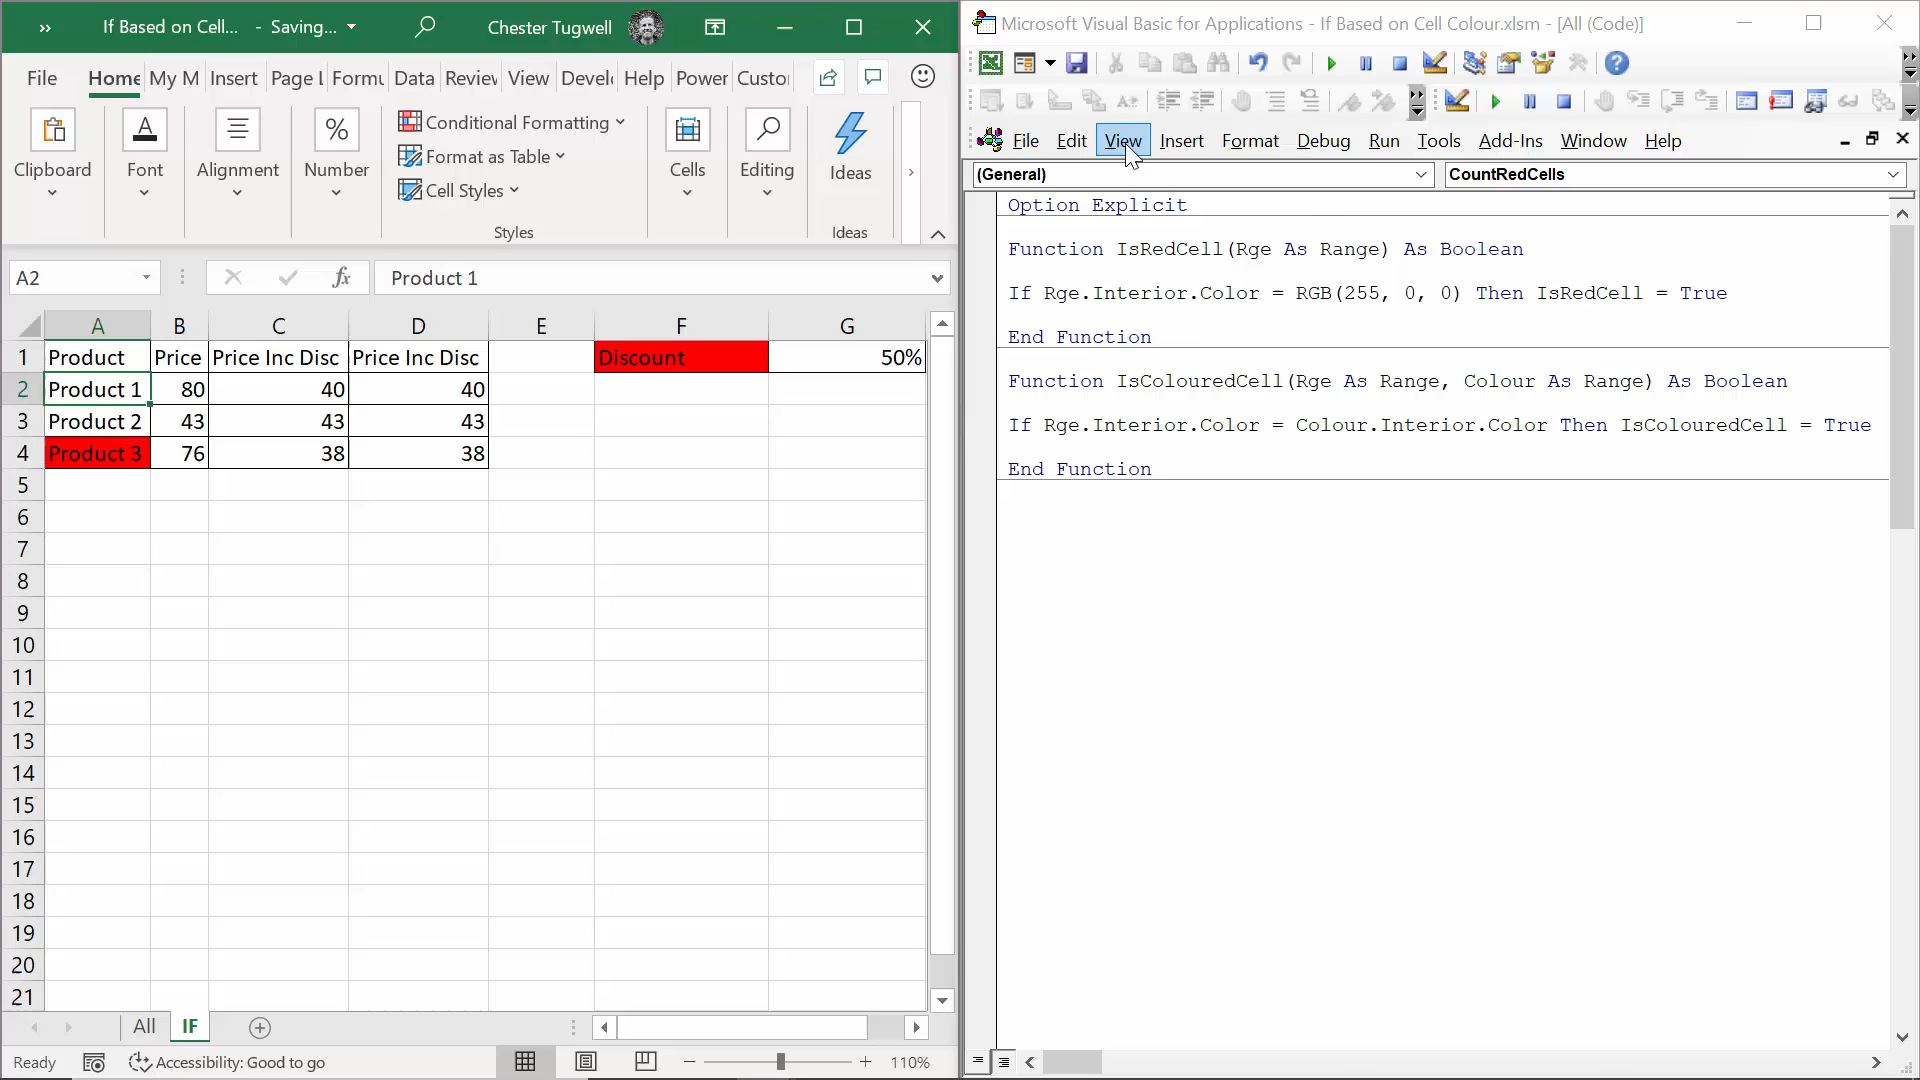 If Based on Cell... - Saving...
Chester Tugwell
File Home My M Insert Page L Formu Data Review View Devel Help Power Custo
Clipboard
Font
Alignment
Number
Conditional Formatting
Format as Table
Cell Styles
Styles
Cells
Editing
Ideas
Ideas
A2
fx
Product 1
A B C D E F G
1 Product Price Price Inc Disc Price Inc Disc Discount 50%
2 Product 1 80 40 40
3 Product 2 43 43 43
4 Product 3 76 38 38
5
6
7
8
9
10
11
12
13
14
15
16
17
18
19
20
21
All IF
Ready
Accessibility: Good to go
110%
Microsoft Visual Basic for Applications - If Based on Cell Colour.xlsm - [All (Code)]
File Edit View Insert Format Debug Run Tools Add-Ins Window Help
(General)
CountRedCells
Option Explicit
Function IsRedCell(Rge As Range) As Boolean
If Rge.Interior.Color = RGB(255, 0, 0) Then IsRedCell = True
End Function
Function IsColouredCell(Rge As Range, Colour As Range) As Boolean
If Rge.Interior.Color = Colour.Interior.Color Then IsColouredCell = True
End Function